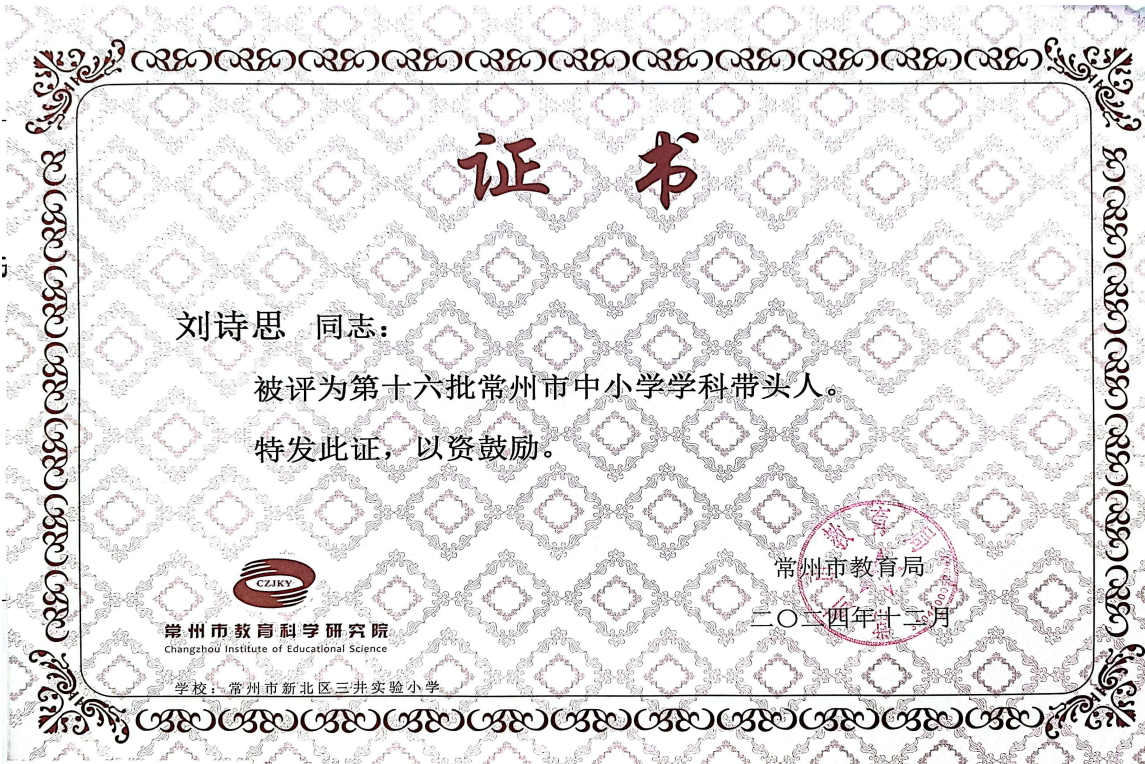 证 书
刘诗思 同志：
被评为第十六批常州市中小学学科带头人。
特发此证，以资鼓励。
常州市教育局
二〇二四年十二月
CZJKY
常州市教育科学研究院
Changzhou Institute of Educational Science
学校：常州市新北区三井实验小学